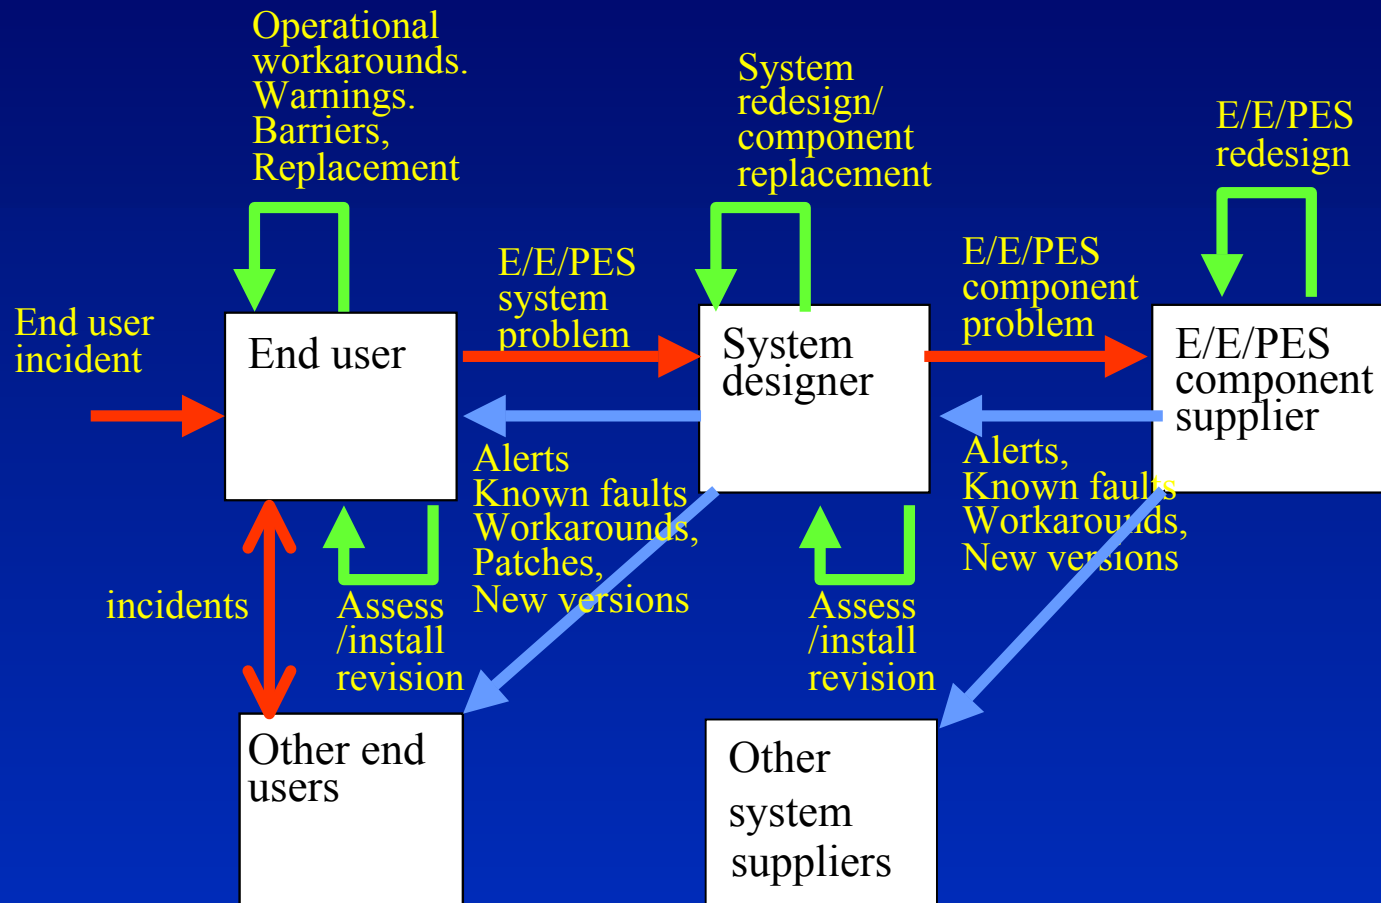 Operational
workarounds.
Warnings.
Barriers,
Replacement
System
redesign/
component
replacement
E/E/PES
redesign
End user
incident
E/E/PES
system
problem
E/E/PES
component
problem
End user
System
designer
E/E/PES
component
supplier
Alerts
Known faults
Workarounds,
Patches,
New versions
Alerts,
Known faults
Workarounds,
New versions
incidents
Assess
/install
revision
Assess
/install
revision
Other end
users
Other
system
suppliers